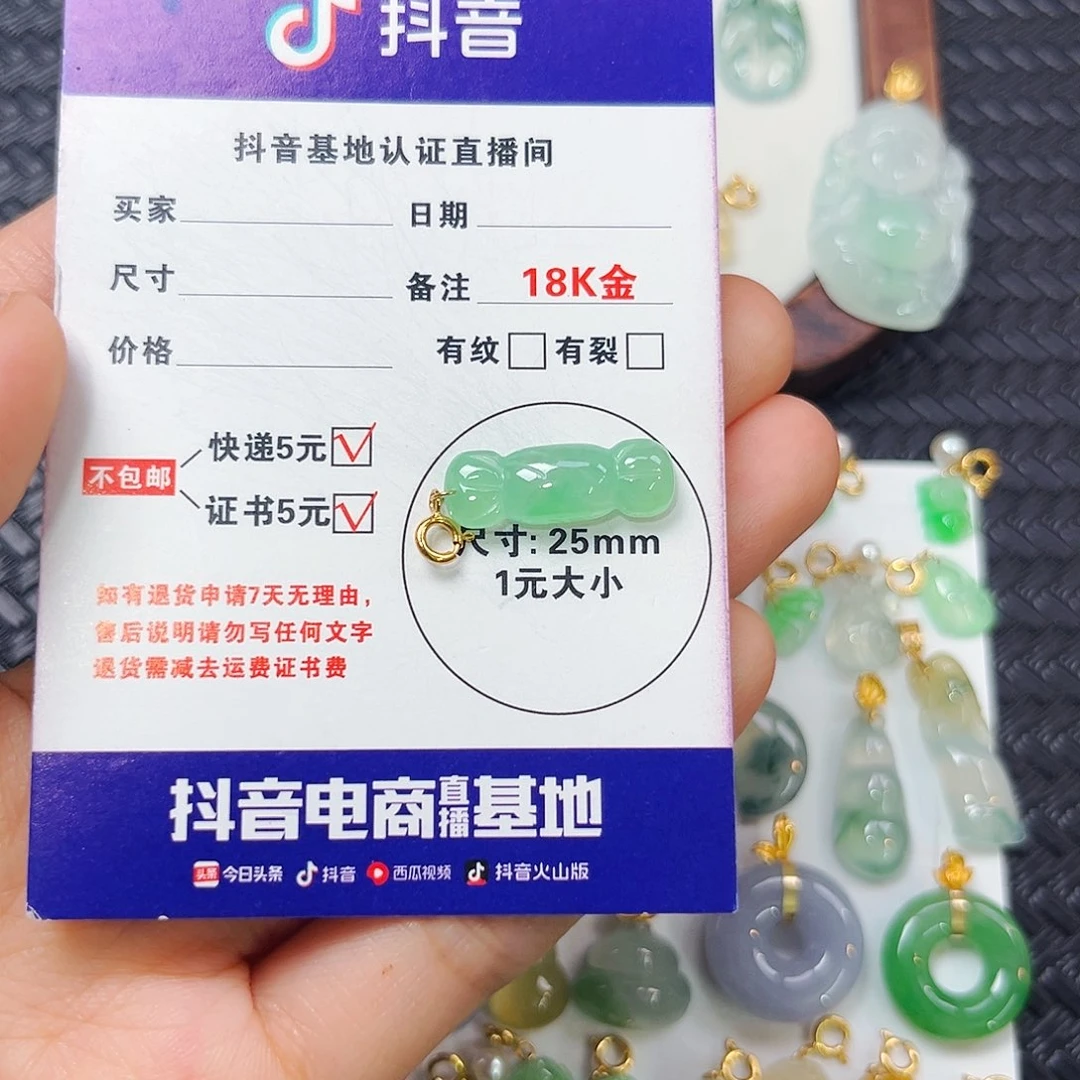 抖音
抖音基地认证直播间
买家 日期
尺寸 备注 18K金
价格 有纹 有裂
不包邮
快递5元
证书5元
尺寸: 25mm
1元大小
如有退货申请7天无理由,
售后说明请勿写任何文字
退货需减去运费证书费
抖音电商直播基地
头条 今日头条 抖音 西瓜视频 抖音火山版